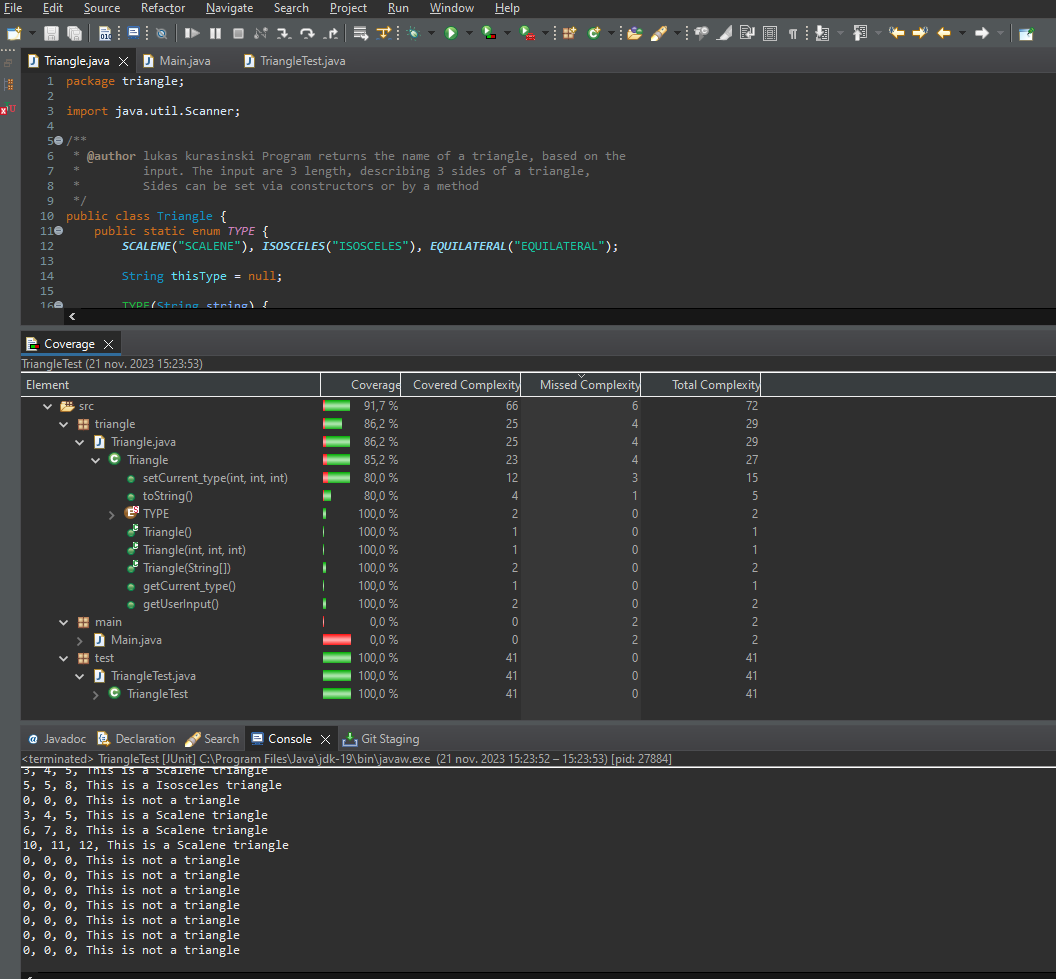 File Edit Source Refactor Navigate Search Project Run Window Help
Triangle.java Main.java TriangleTest.java
1 package triangle;
2
3 import java.util.Scanner;
4
5 /**
6 * @author lukas kurasinski Program returns the name of a triangle, based on the
7 * input. The input are 3 length, describing 3 sides of a triangle,
8 * Sides can be set via constructors or by a method
9 */
10 public class Triangle {
11 public static enum TYPE {
12 SCALENE("SCALENE"), ISOSCELES("ISOSCELES"), EQUILATERAL("EQUILATERAL");
13
14 String thisType = null;
15
16 TYPE(String string) {
Coverage
TriangleTest (21 nov. 2023 15:23:53)
Element Coverage Covered Complexity Missed Complexity Total Complexity
src 91,7 % 66 6 72
triangle 86,2 % 25 4 29
Triangle.java 86,2 % 25 4 29
Triangle 85,2 % 23 4 27
setCurrent_type(int, int, int) 80,0 % 12 3 15
toString() 80,0 % 4 1 5
TYPE 100,0 % 2 0 2
Triangle() 100,0 % 1 0 1
Triangle(int, int, int) 100,0 % 1 0 1
Triangle(String[]) 100,0 % 2 0 2
getCurrent_type() 100,0 % 1 0 1
getUserInput() 100,0 % 2 0 2
main 0,0 % 0 2 2
Main.java 0,0 % 0 2 2
test 100,0 % 41 0 41
TriangleTest.java 100,0 % 41 0 41
TriangleTest 100,0 % 41 0 41
Javadoc Declaration Search Console Git Staging
<terminated> TriangleTest [JUnit] C:\Program Files\Java\jdk-19\bin\javaw.exe (21 nov. 2023 15:23:52 – 15:23:53) [pid: 27884]
3, 4, 5, This is a Scalene triangle
5, 5, 8, This is a Isosceles triangle
0, 0, 0, This is not a triangle
3, 4, 5, This is a Scalene triangle
6, 7, 8, This is a Scalene triangle
10, 11, 12, This is a Scalene triangle
0, 0, 0, This is not a triangle
0, 0, 0, This is not a triangle
0, 0, 0, This is not a triangle
0, 0, 0, This is not a triangle
0, 0, 0, This is not a triangle
0, 0, 0, This is not a triangle
0, 0, 0, This is not a triangle